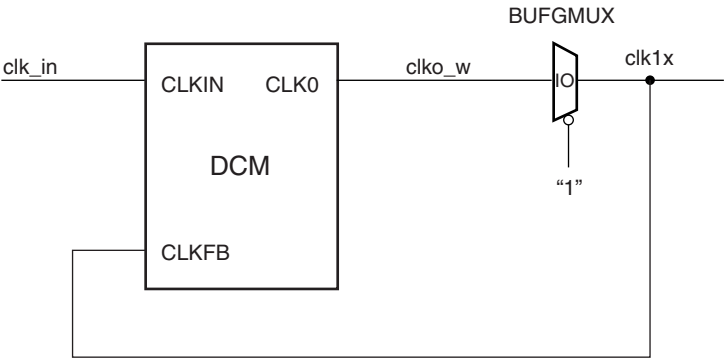 BUFGMUX
clk_in
clko_w
clk1x
CLKIN
CLK0
IO
DCM
“1”
CLKFB